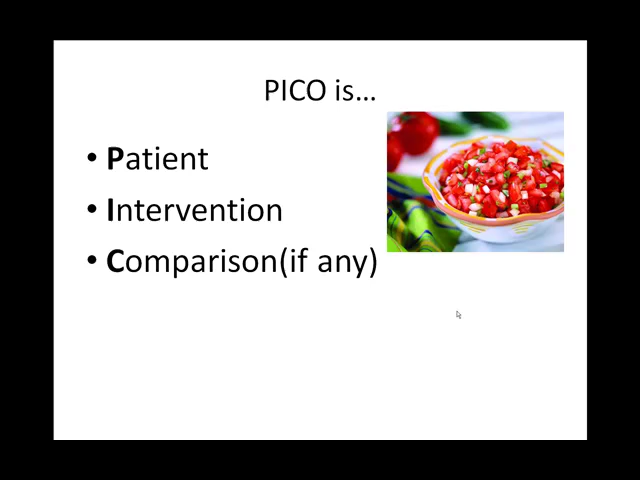 PICO is...
• Patient
• Intervention
• Comparison(if any)